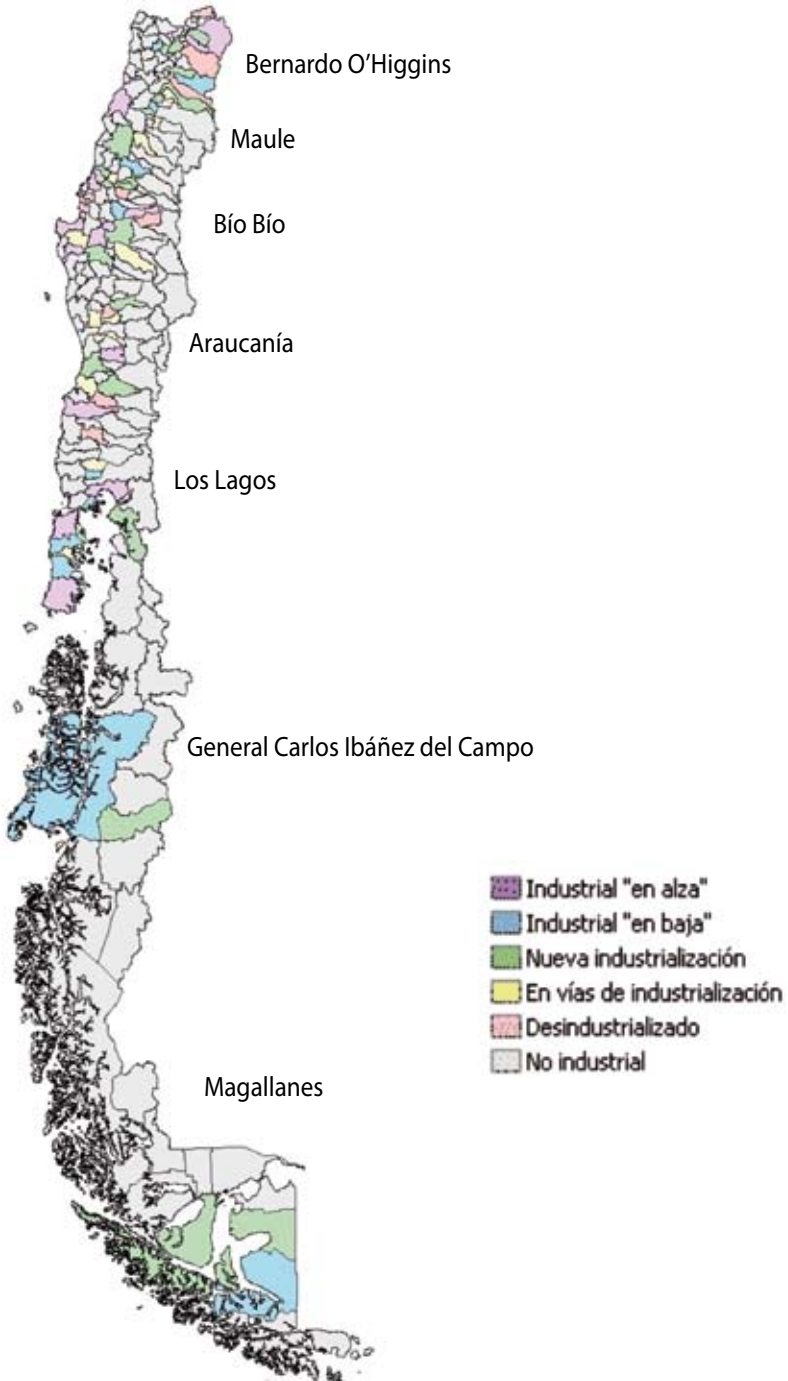 Bernardo O’Higgins
Maule
Bío Bío
Araucanía
Los Lagos
General Carlos Ibáñez del Campo
Industrial "en alza"
Industrial "en baja"
Nueva industrialización
En vías de industrialización
Desindustrializado
No industrial
Magallanes